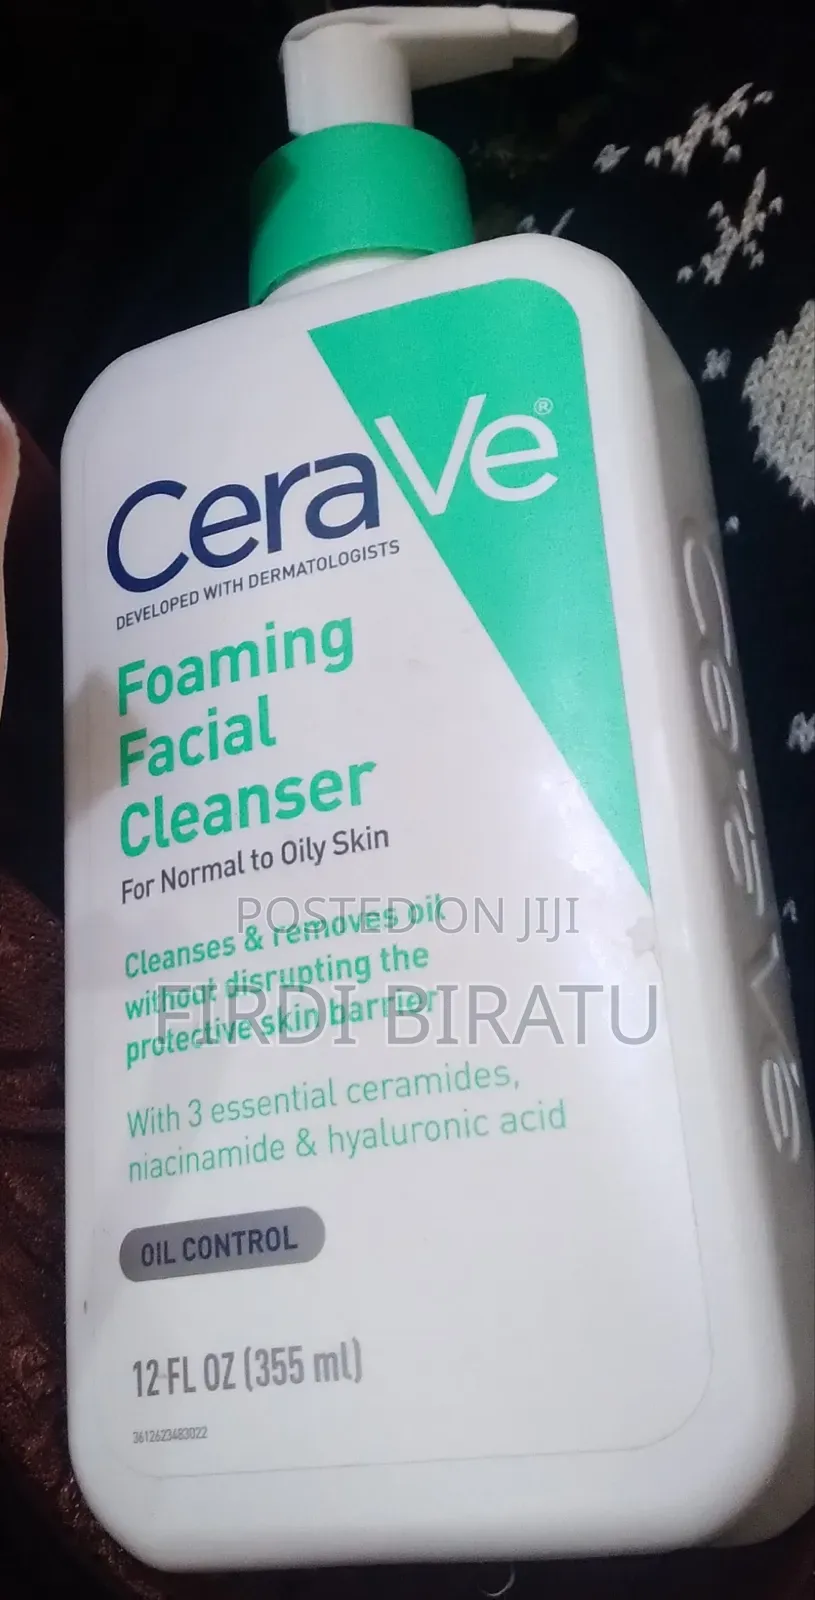 CeraVe®
DEVELOPED WITH DERMATOLOGISTS
Foaming
Facial
Cleanser
For Normal to Oily Skin
POSTED ON JIJI
Cleanses & removes oil
without disrupting the
FIRDI BIRATU
protective skin barrier
With 3 essential ceramides,
niacinamide & hyaluronic acid
OIL CONTROL
12 FL OZ (355 ml)
3612623483022
CeraVe